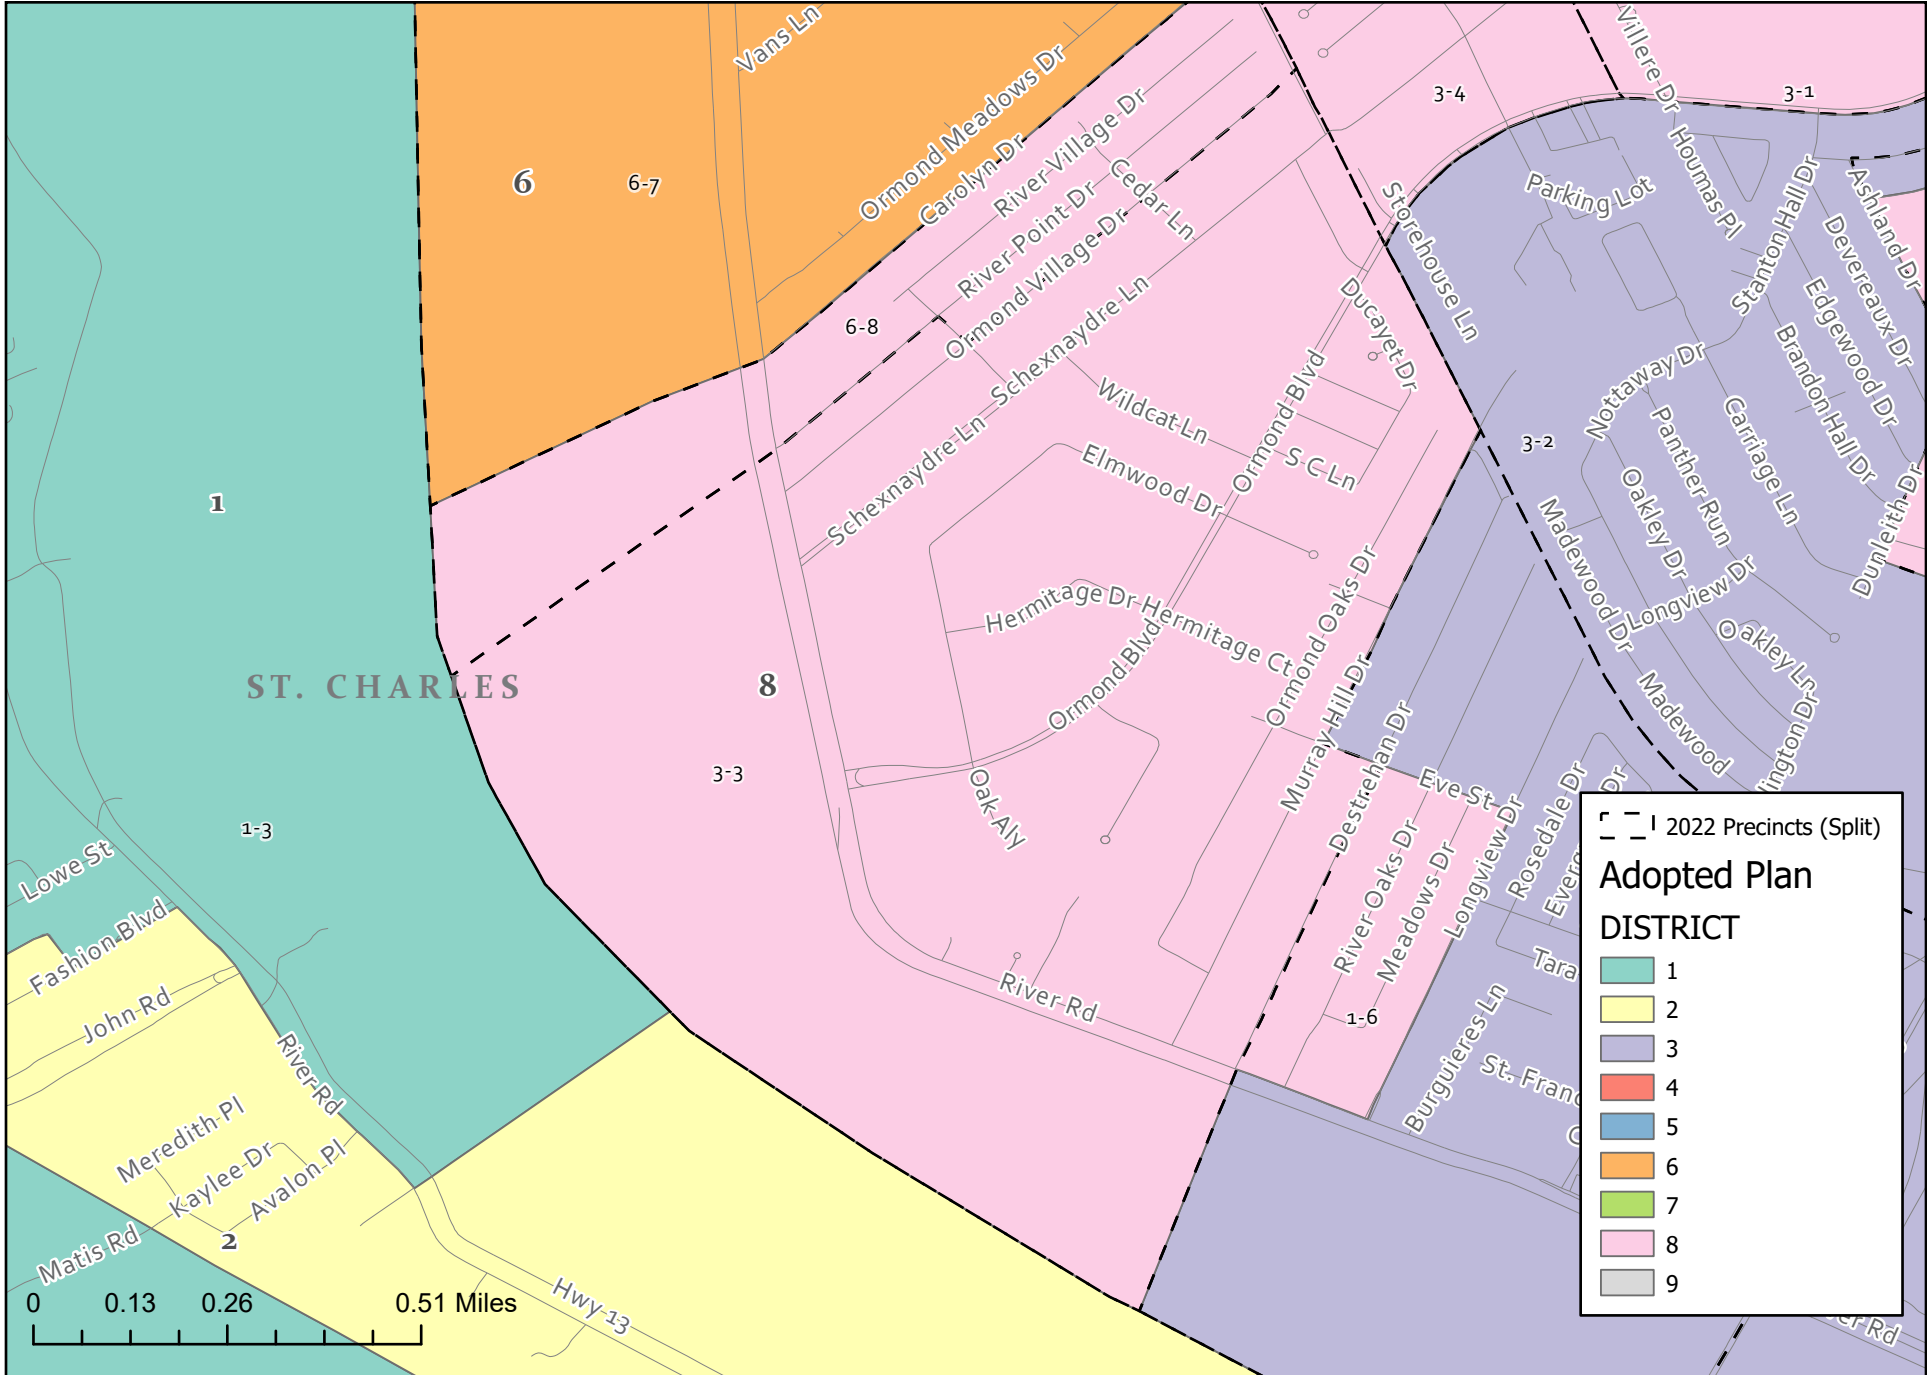 Vans Ln
Villere Dr
3-4
3-1
Ormond Meadows Dr
River Village Dr
Carolyn Dr
6
6-7
Cedar Ln
Parking Lot
Houmas Pl
Stanton Hall Dr
Ashland Dr
Storehouse Ln
River Point Dr
Ormond Village Dr
Devereaux Dr
Edgewood Dr
Ducayet Dr
6-8
Schexnaydre Ln
Nottaway Dr
Brandon Hall Dr
Wildcat Ln
Ormond Blvd
S C Ln
Schexnaydre Ln
Elmwood Dr
3-2
Panther Run
Carriage Ln
1
Oakley Dr
Madewood Dr
Dunleith Dr
Hermitage Dr
Hermitage Ct
Ormond Oaks Dr
Longview Dr
Oakley Ln
ST. CHARLES
8
Ormond Blvd
Murray Hill Dr
Destrehan Dr
Madewood
lington Dr
3-3
Oak Aly
Eve St
1-3
Lowe St
Rosedale Dr
Everg
Dr
River Oaks Dr
Meadows Dr
Longview Dr
Fashion Blvd
Tara
River Rd
1-6
John Rd
River Rd
Burguieres Ln
St. Franc
Meredith Pl
Kaylee Dr
Avalon Pl
2
Matis Rd
Hwy 13
er Rd
0 0.13 0.26 0.51 Miles
2022 Precincts (Split)
Adopted Plan
DISTRICT
1
2
3
4
5
6
7
8
9